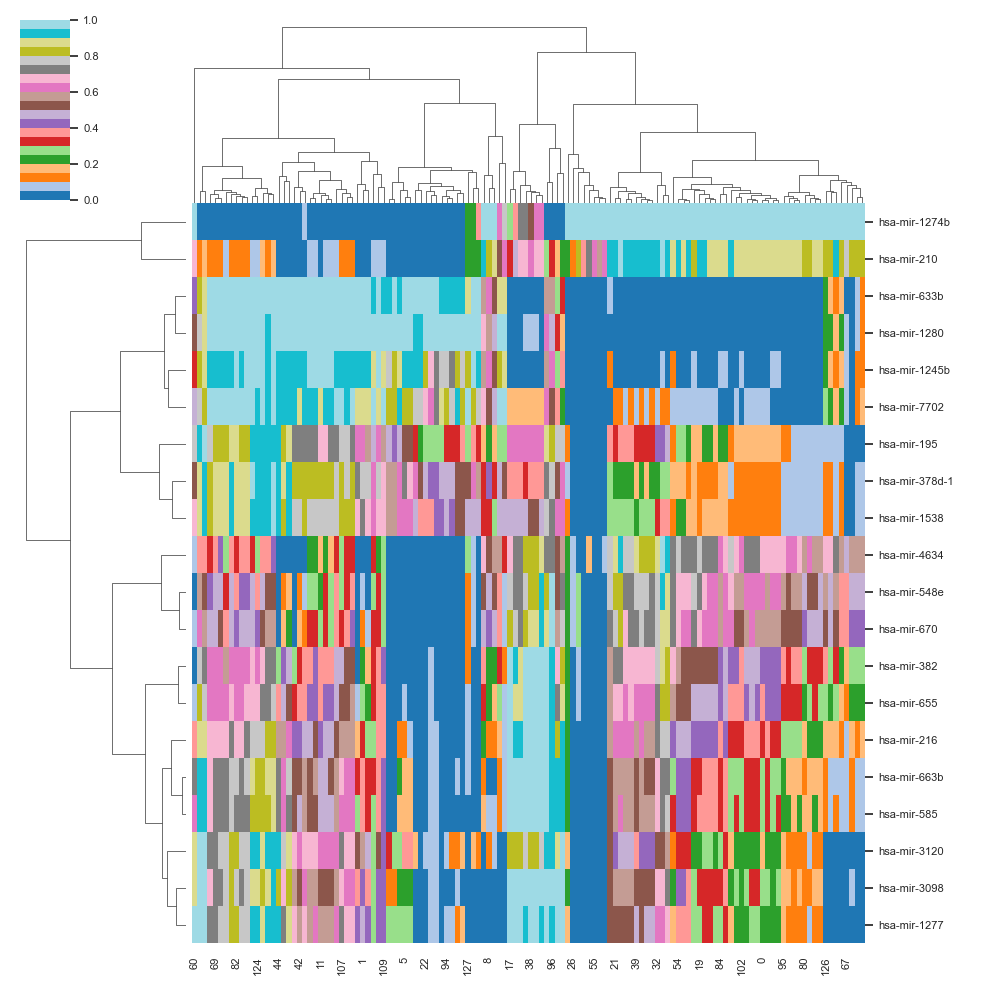 1.0
0.8
0.6
0.4
0.2
0.0
hsa-mir-1274b
hsa-mir-210
hsa-mir-633b
hsa-mir-1280
hsa-mir-1245b
hsa-mir-7702
hsa-mir-195
hsa-mir-378d-1
hsa-mir-1538
hsa-mir-4634
hsa-mir-548e
hsa-mir-670
hsa-mir-382
hsa-mir-655
hsa-mir-216
hsa-mir-663b
hsa-mir-585
hsa-mir-3120
hsa-mir-3098
hsa-mir-1277
60 69 82 124 44 42 11 107 1 109 5 22 94 127 8 17 38 96 26 55 21 39 32 54 19 84 102 0 95 80 126 67